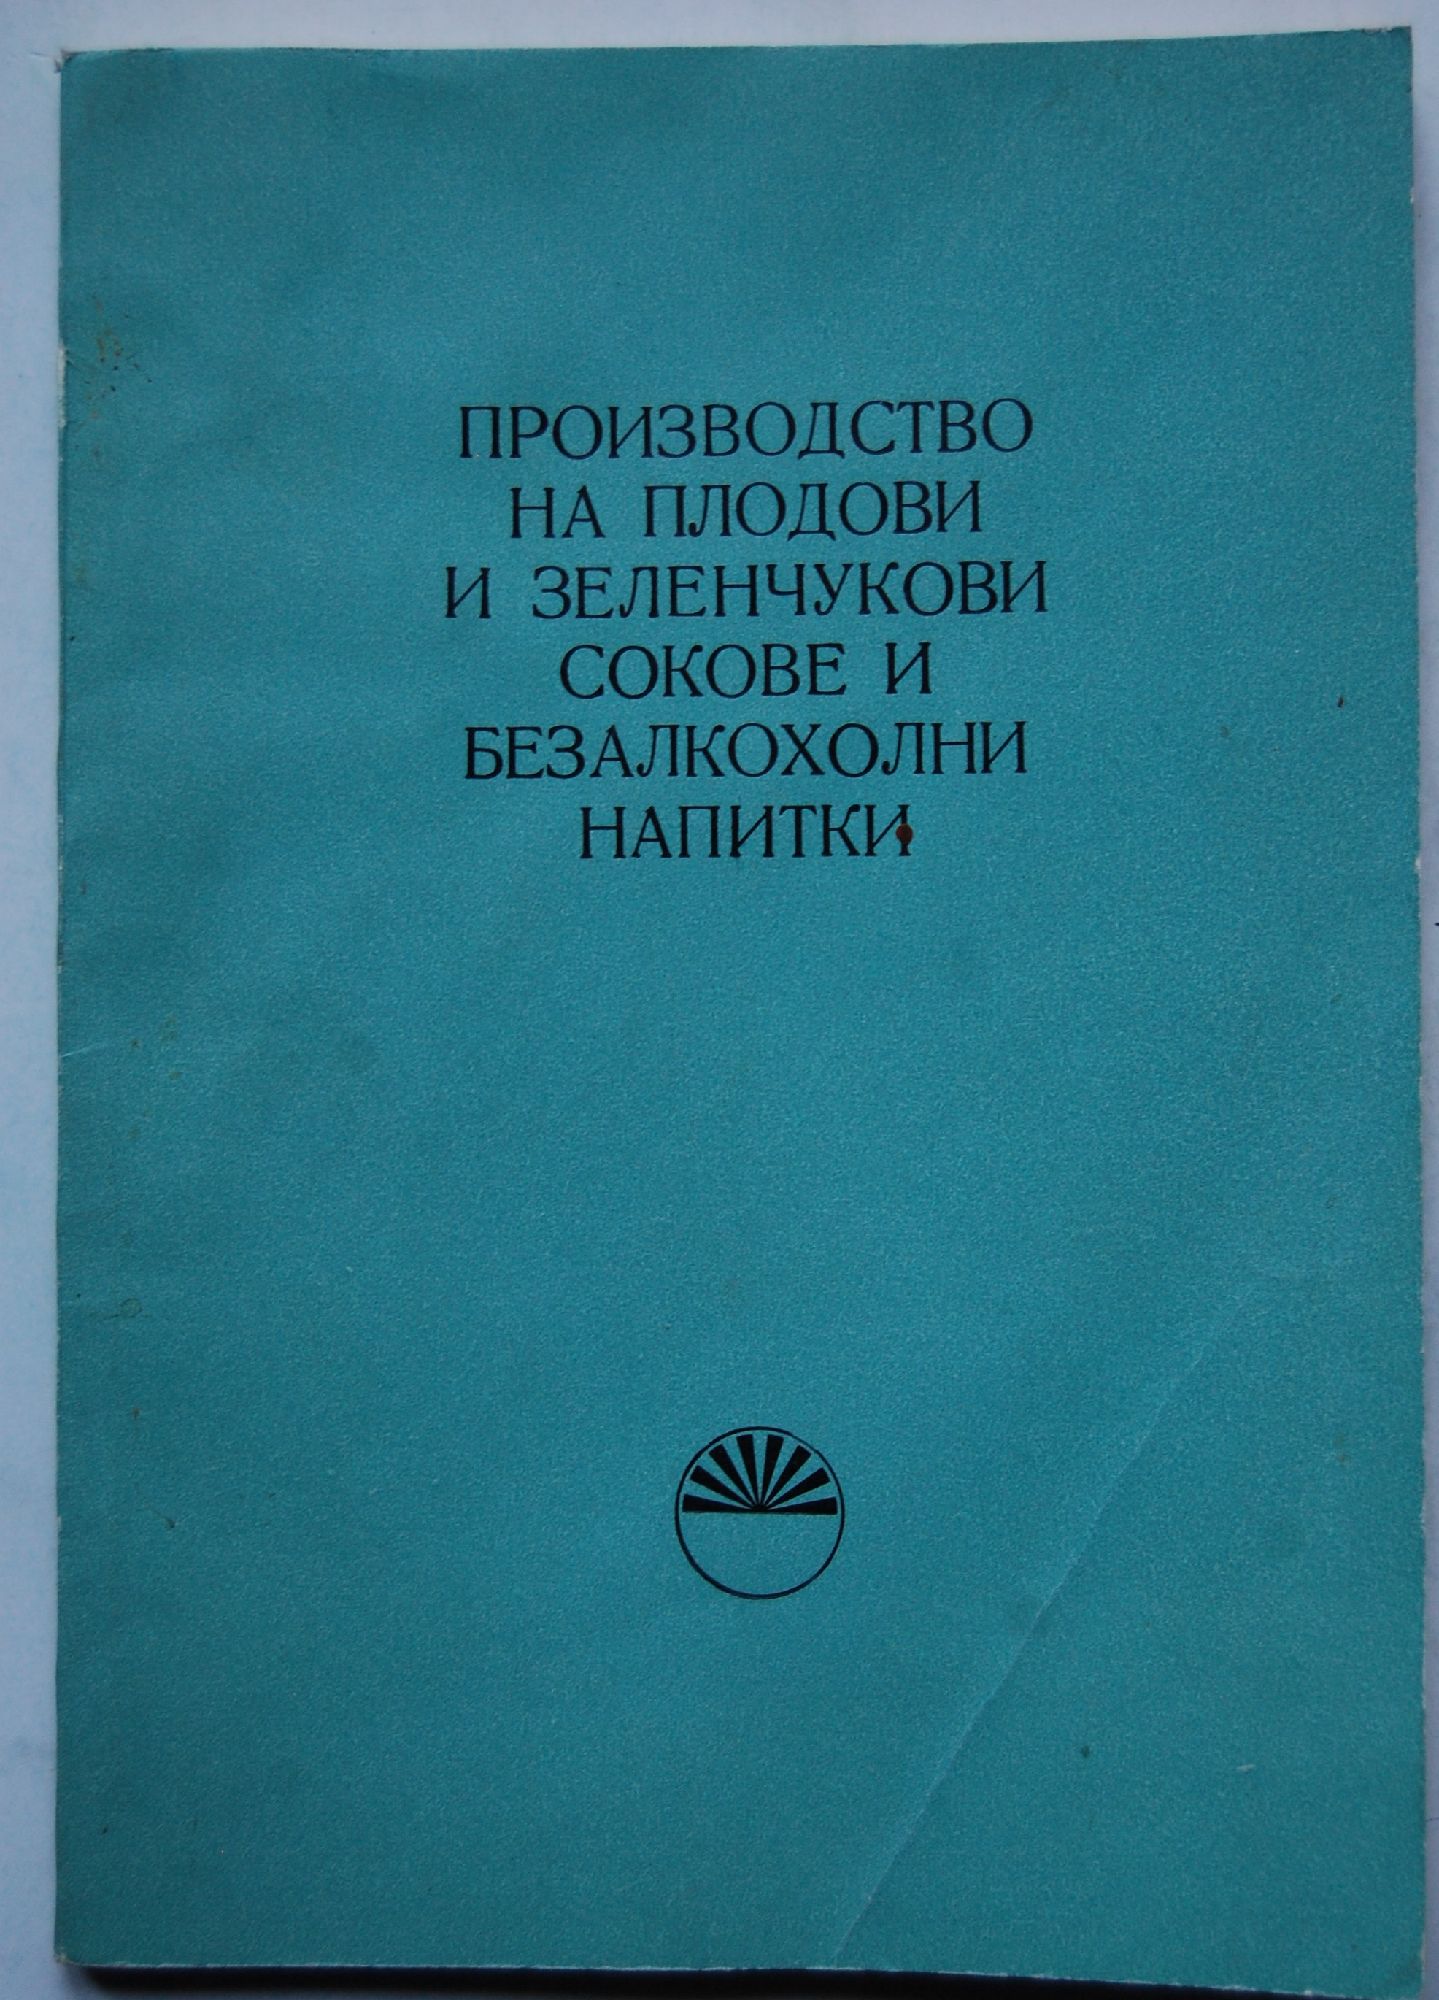 ПРОИЗВОДСТВО
НА ПЛОДОВИ
И ЗЕЛЕНЧУКОВИ
СОКОВЕ И
БЕЗАЛКОХОЛНИ
НАПИТКИ